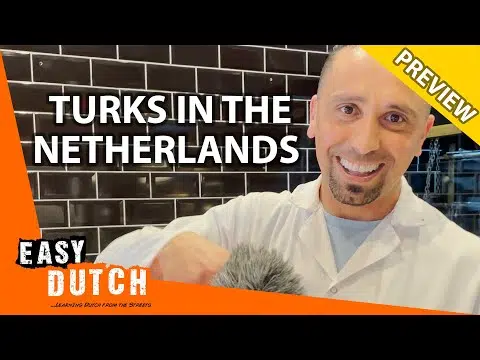 PREVIEW
TURKS IN THE
NETHERLANDS
EASY
DUTCH
...Learning Dutch from the Streets